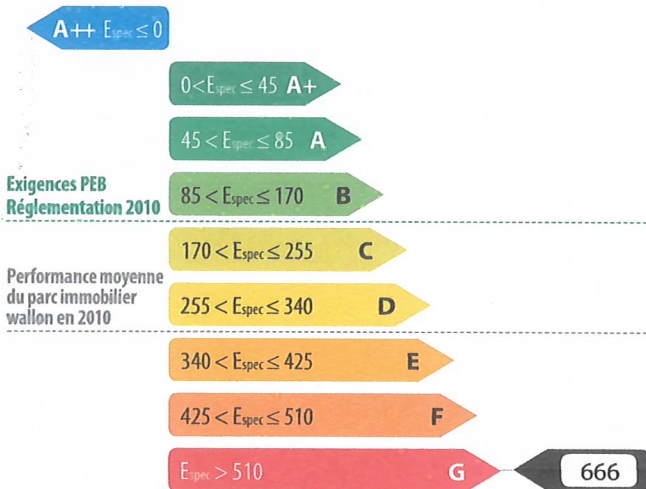 A++ Espec ≤ 0
0<Espec ≤ 45 A+
45 < Espec ≤ 85 A
Exigences PEB
Réglementation 2010
85 < Espec ≤ 170 B
170 < Espec ≤ 255 C
Performance moyenne
du parc immobilier
wallon en 2010
255 < Espec ≤ 340 D
340 < Espec ≤ 425 E
425 < Espec ≤ 510 F
Espec > 510 G 666